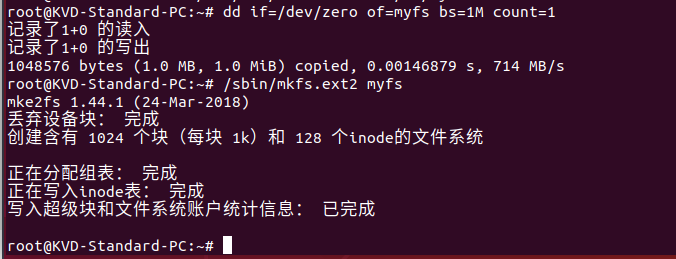 root@KVD-Standard-PC:~# dd if=/dev/zero of=myfs bs=1M count=1
记录了1+0 的读入
记录了1+0 的写出
1048576 bytes (1.0 MB, 1.0 MiB) copied, 0.00146879 s, 714 MB/s
root@KVD-Standard-PC:~# /sbin/mkfs.ext2 myfs
mke2fs 1.44.1 (24-Mar-2018)
丢弃设备块： 完成
创建含有 1024 个块（每块 1k）和 128 个inode的文件系统
正在分配组表： 完成
正在写入inode表： 完成
写入超级块和文件系统账户统计信息： 已完成
root@KVD-Standard-PC:~#